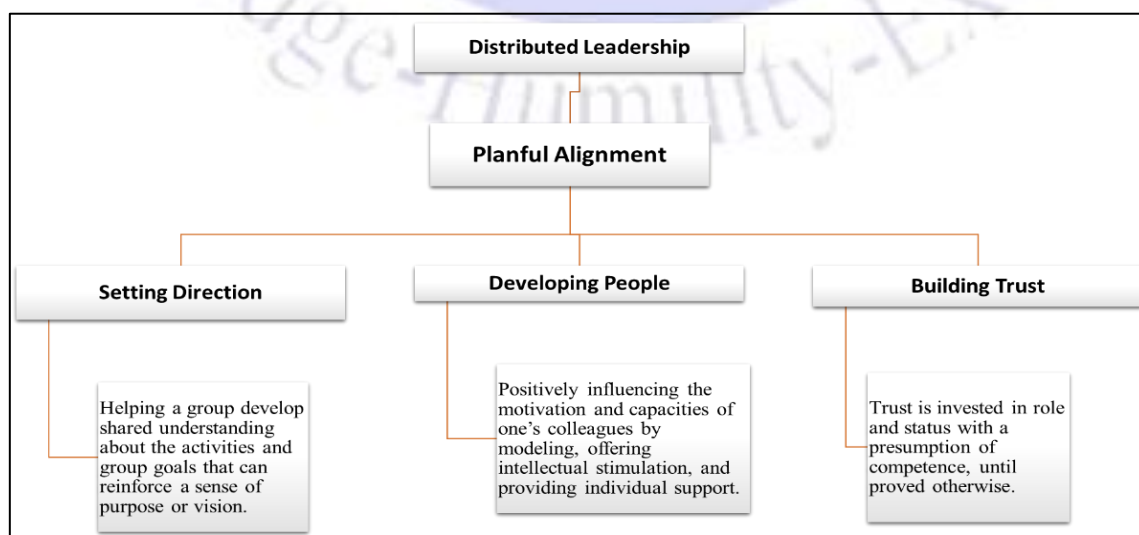 Distributed Leadership
Planful Alignment
Setting Direction
Developing People
Building Trust
Helping a group develop
shared understanding
about the activities and
group goals that can
reinforce a sense of
purpose or vision.
Positively influencing the
motivation and capacities of
one's colleagues by
modeling, offering
intellectual stimulation, and
providing individual support.
Trust is invested in role
and status with a
presumption of
competence, until
proved otherwise.